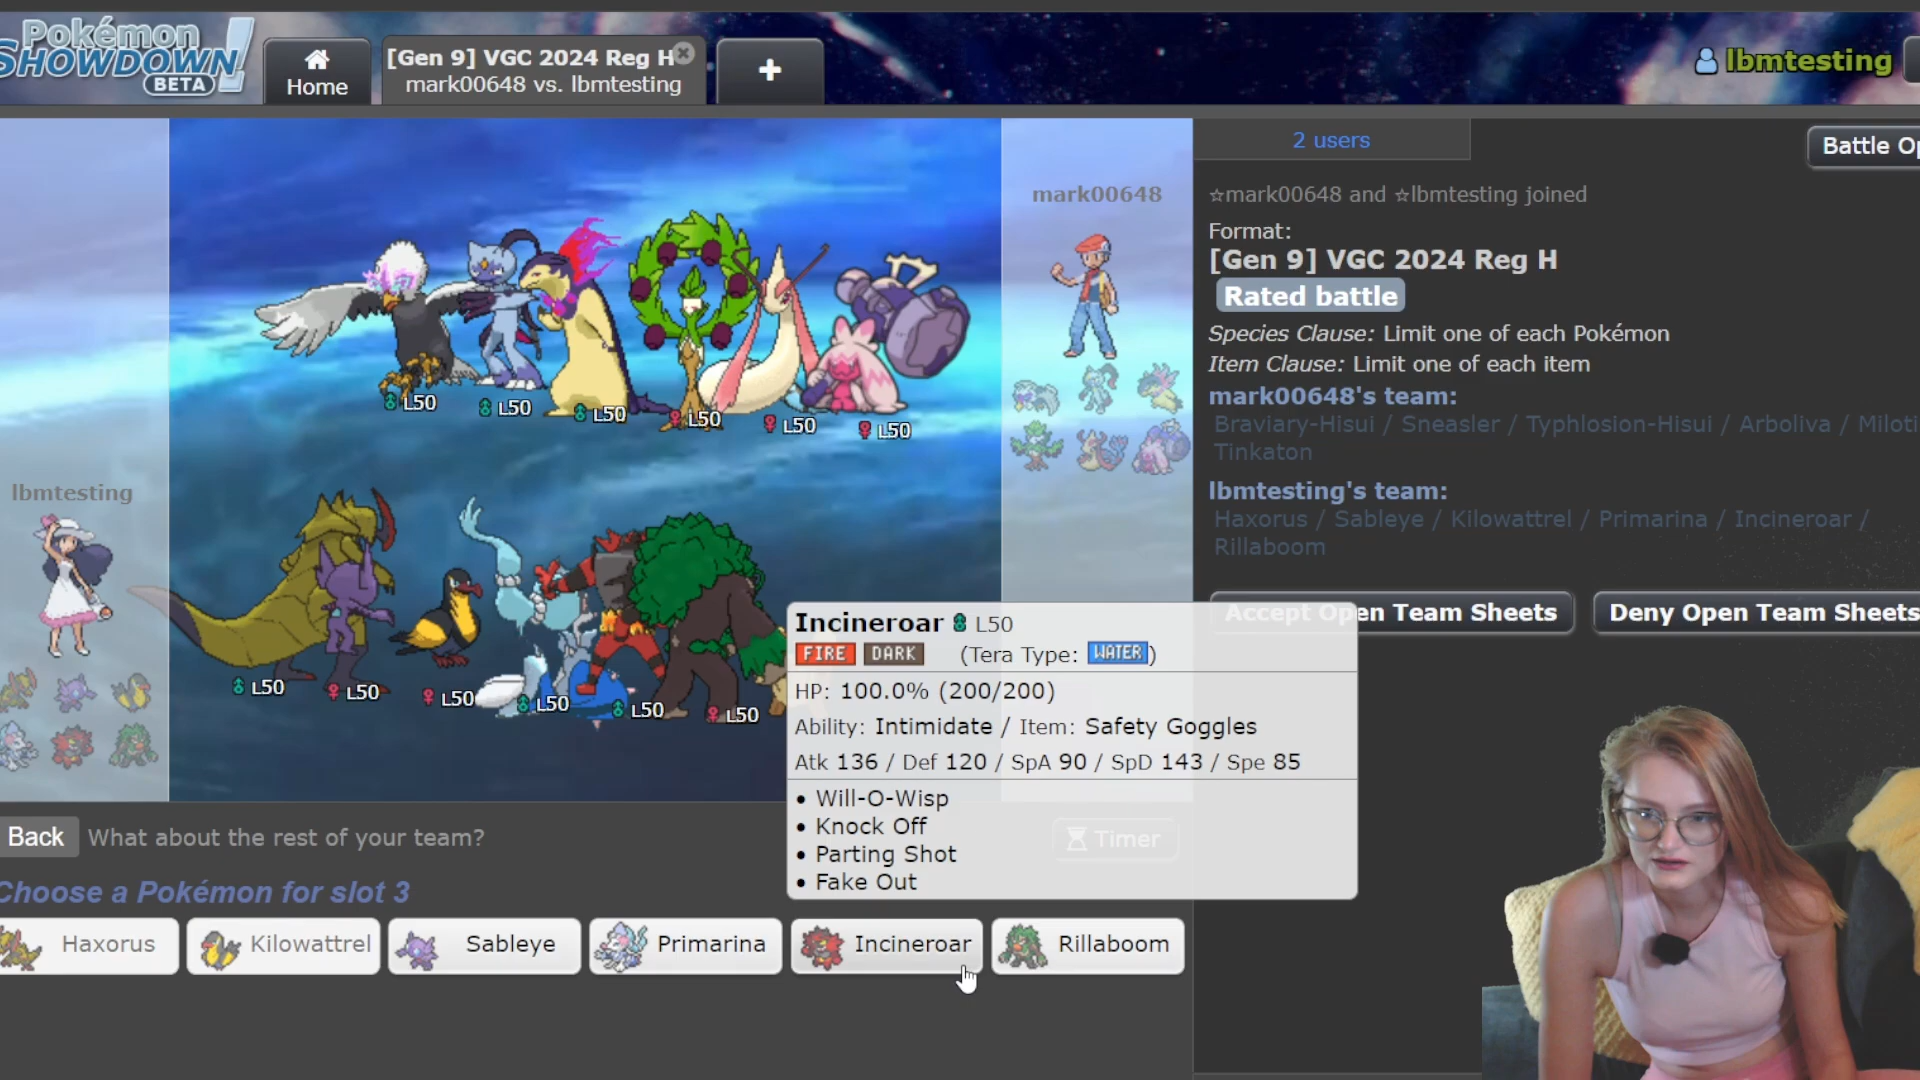 Pokémon
SHOWDOWN!
BETA
Home
[Gen 9] VGC 2024 Reg H
mark00648 vs. lbmtesting
+
lbmtesting
2 users
Battle Op
mark00648
☆mark00648 and ☆lbmtesting joined
Format:
[Gen 9] VGC 2024 Reg H
Rated battle
Species Clause: Limit one of each Pokémon
Item Clause: Limit one of each item
mark00648's team:
Braviary-Hisui / Sneasler / Typhlosion-Hisui / Arboliva / Miloti
Tinkaton
lbmtesting's team:
Haxorus / Sableye / Kilowattrel / Primarina / Incineroar /
Rillaboom
Accept Open Team Sheets
Deny Open Team Sheets
L50
L50
L50
L50
L50
L50
lbmtesting
L50
L50
L50
L50
L50
L50
Incineroar ♂ L50
FIRE DARK (Tera Type: WATER)
HP: 100.0% (200/200)
Ability: Intimidate / Item: Safety Goggles
Atk 136 / Def 120 / SpA 90 / SpD 143 / Spe 85
• Will-O-Wisp
• Knock Off
• Parting Shot
• Fake Out
Timer
Back
What about the rest of your team?
Choose a Pokémon for slot 3
Haxorus
Kilowattrel
Sableye
Primarina
Incineroar
Rillaboom